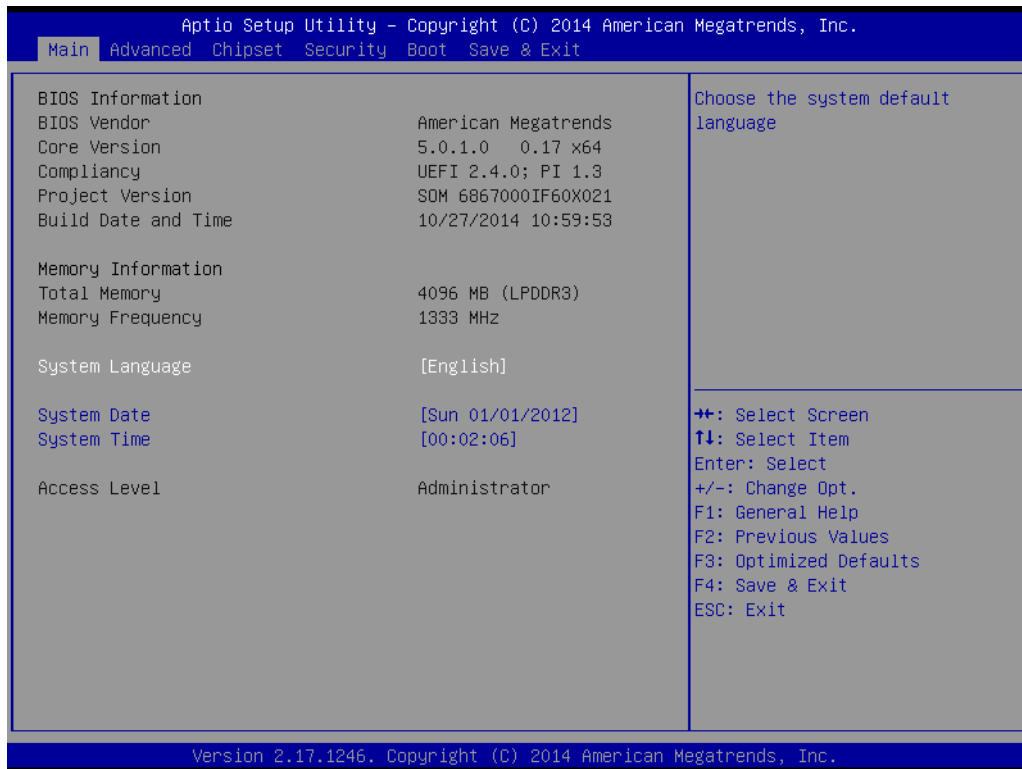 Aptio Setup Utility – Copyright (C) 2014 American Megatrends, Inc.
Main Advanced Chipset Security Boot Save & Exit
BIOS Information
BIOS Vendor American Megatrends
Core Version 5.0.1.0 0.17 x64
Compliancy UEFI 2.4.0; PI 1.3
Project Version SOM 6867000IF60X021
Build Date and Time 10/27/2014 10:59:53
Memory Information
Total Memory 4096 MB (LPDDR3)
Memory Frequency 1333 MHz
System Language [English]
System Date [Sun 01/01/2012]
System Time [00:02:06]
Access Level Administrator
Choose the system default
language
→←: Select Screen
↑↓: Select Item
Enter: Select
+/-: Change Opt.
F1: General Help
F2: Previous Values
F3: Optimized Defaults
F4: Save & Exit
ESC: Exit
Version 2.17.1246. Copyright (C) 2014 American Megatrends, Inc.